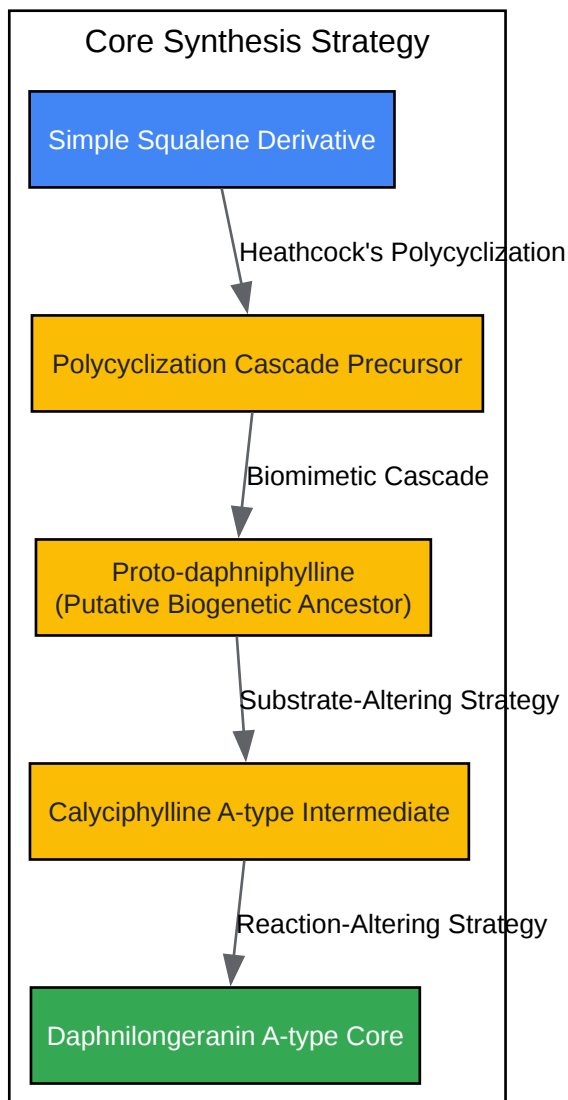 Core Synthesis Strategy
Simple Squalene Derivative
Heathcock's Polycyclization
Polycyclization Cascade Precursor
Biomimetic Cascade
Proto-daphniphylline
(Putative Biogenetic Ancestor)
Substrate-Altering Strategy
Calyciphylline A-type Intermediate
Reaction-Altering Strategy
Daphnilongeranin A-type Core